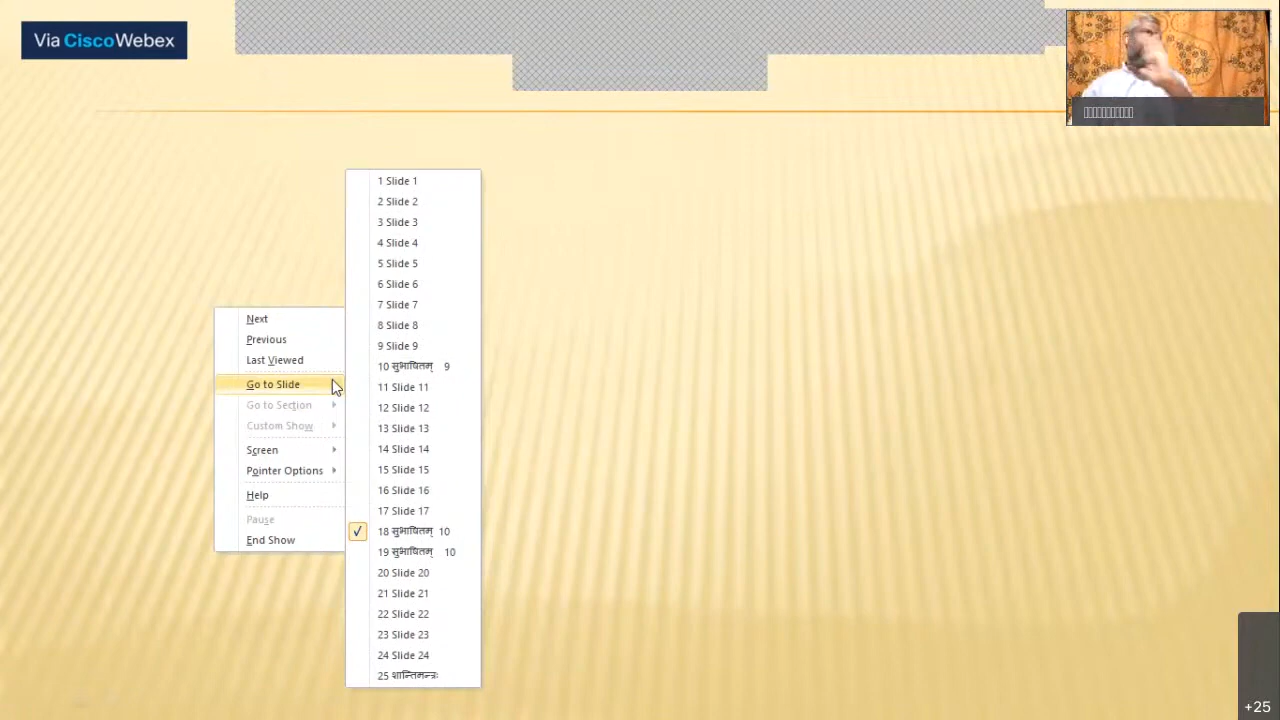 Via Cisco Webex
1 Slide 1
2 Slide 2
3 Slide 3
4 Slide 4
5 Slide 5
6 Slide 6
7 Slide 7
8 Slide 8
9 Slide 9
10 सुभाषितम् 9
11 Slide 11
12 Slide 12
13 Slide 13
14 Slide 14
15 Slide 15
16 Slide 16
17 Slide 17
18 सुभाषितम् 10
19 सुभाषितम् 10
20 Slide 20
21 Slide 21
22 Slide 22
23 Slide 23
24 Slide 24
25 शान्तिमन्त्रः
Next
Previous
Last Viewed
Go to Slide
Go to Section
Custom Show
Screen
Pointer Options
Help
Pause
End Show
+25